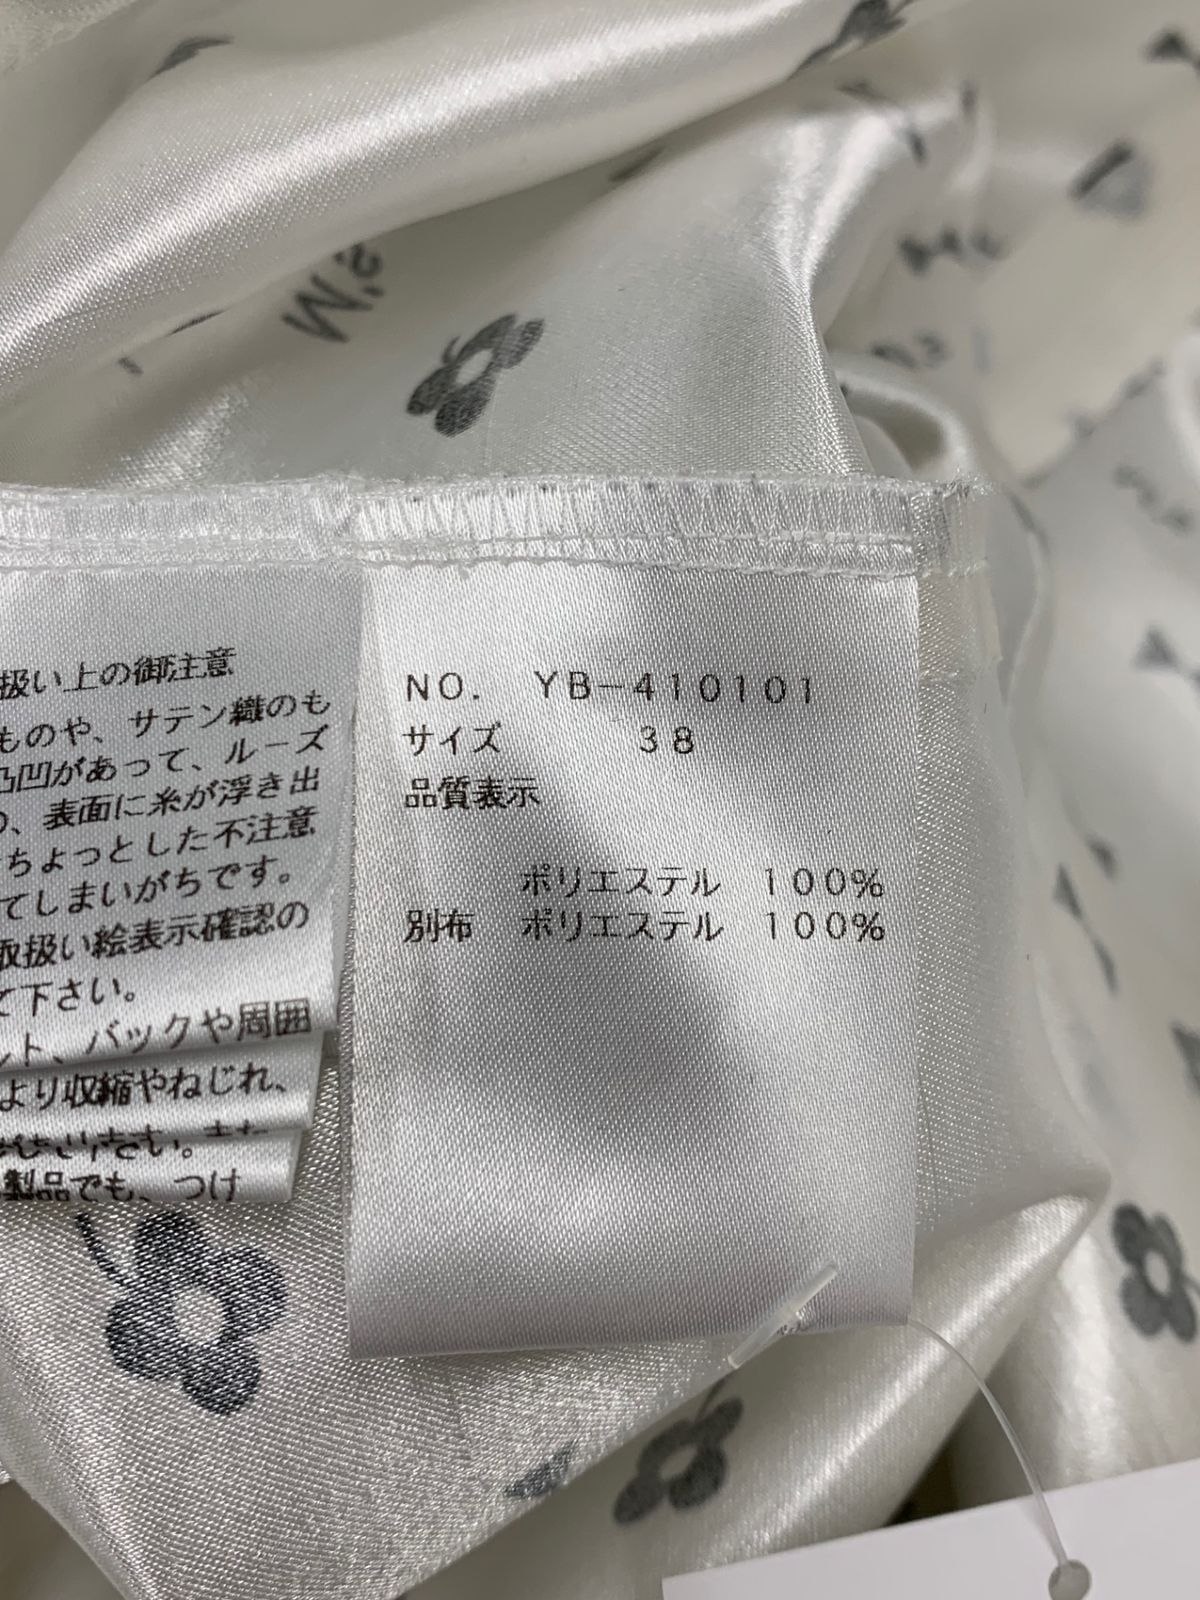 扱い上の御注意
ものや、サテン織のも
凸凹があって、ルーズ
、表面に糸が浮き出
ちょっとした不注意
てしまいがちです。
取扱い絵表示確認の
て下さい。
ント、バックや周囲
より収縮やねじれ、
製品でも、つけ
NO. YB-410101
サイズ 38
品質表示
ポリエステル 100%
別布 ポリエステル 100%